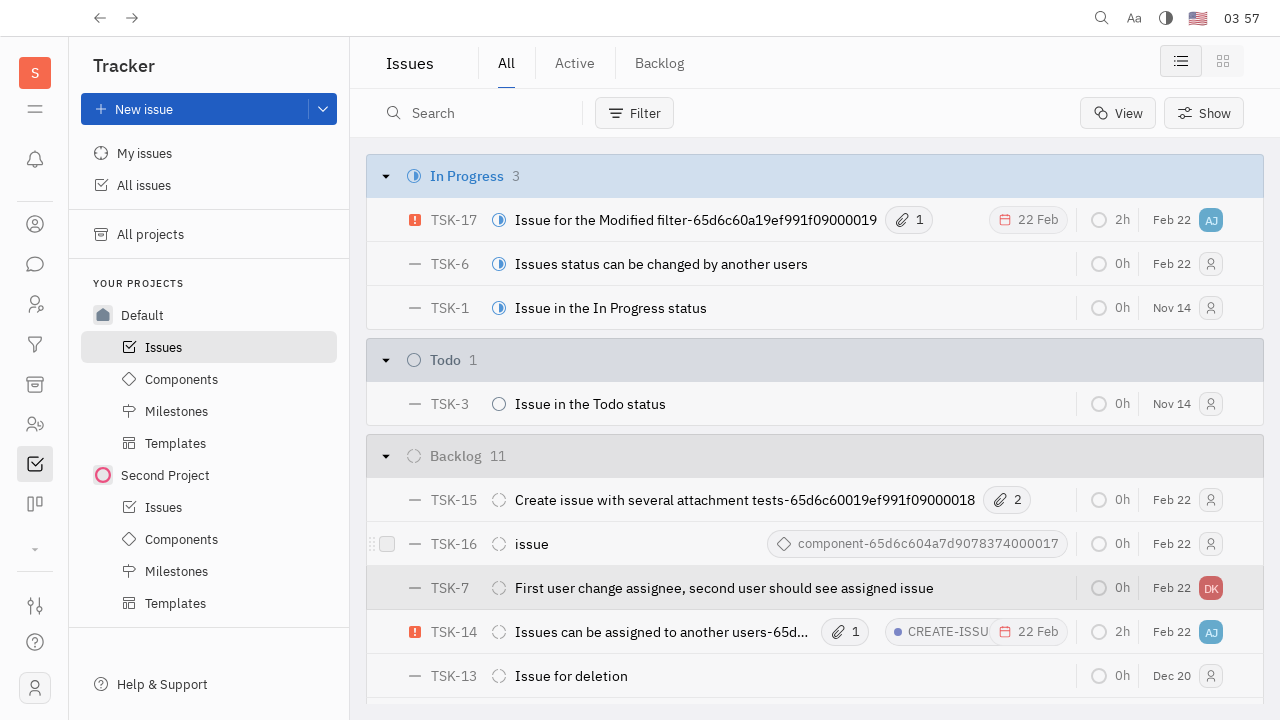 Aa 03 57
S
Tracker
New issue
My issues
All issues
All projects
YOUR PROJECTS
Default
Issues
Components
Milestones
Templates
Second Project
Issues
Components
Milestones
Templates
Help & Support
Issues All Active Backlog
Search Filter View Show
In Progress 3
TSK-17 Issue for the Modified filter-65d6c60a19ef991f09000019 1 22 Feb 2h Feb 22 AJ
TSK-6 Issues status can be changed by another users 0h Feb 22
TSK-1 Issue in the In Progress status 0h Nov 14
Todo 1
TSK-3 Issue in the Todo status 0h Nov 14
Backlog 11
TSK-15 Create issue with several attachment tests-65d6c60019ef991f09000018 2 0h Feb 22
TSK-16 issue component-65d6c604a7d9078374000017 0h Feb 22
TSK-7 First user change assignee, second user should see assigned issue 0h Feb 22 DK
TSK-14 Issues can be assigned to another users-65d... 1 CREATE-ISSU 22 Feb 2h Feb 22 AJ
TSK-13 Issue for deletion 0h Dec 20